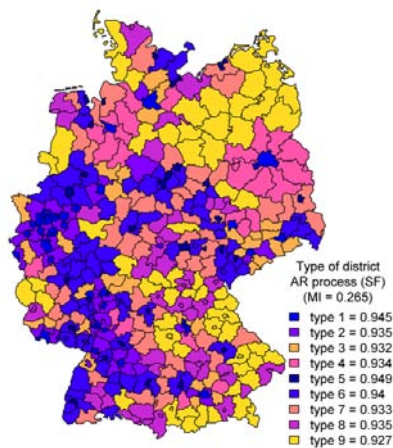 Type of district
AR process (SF)
(MI = 0.265)
type 1 = 0.945
type 2 = 0.935
type 3 = 0.932
type 4 = 0.934
type 5 = 0.949
type 6 = 0.94
type 7 = 0.933
type 8 = 0.935
type 9 = 0.927